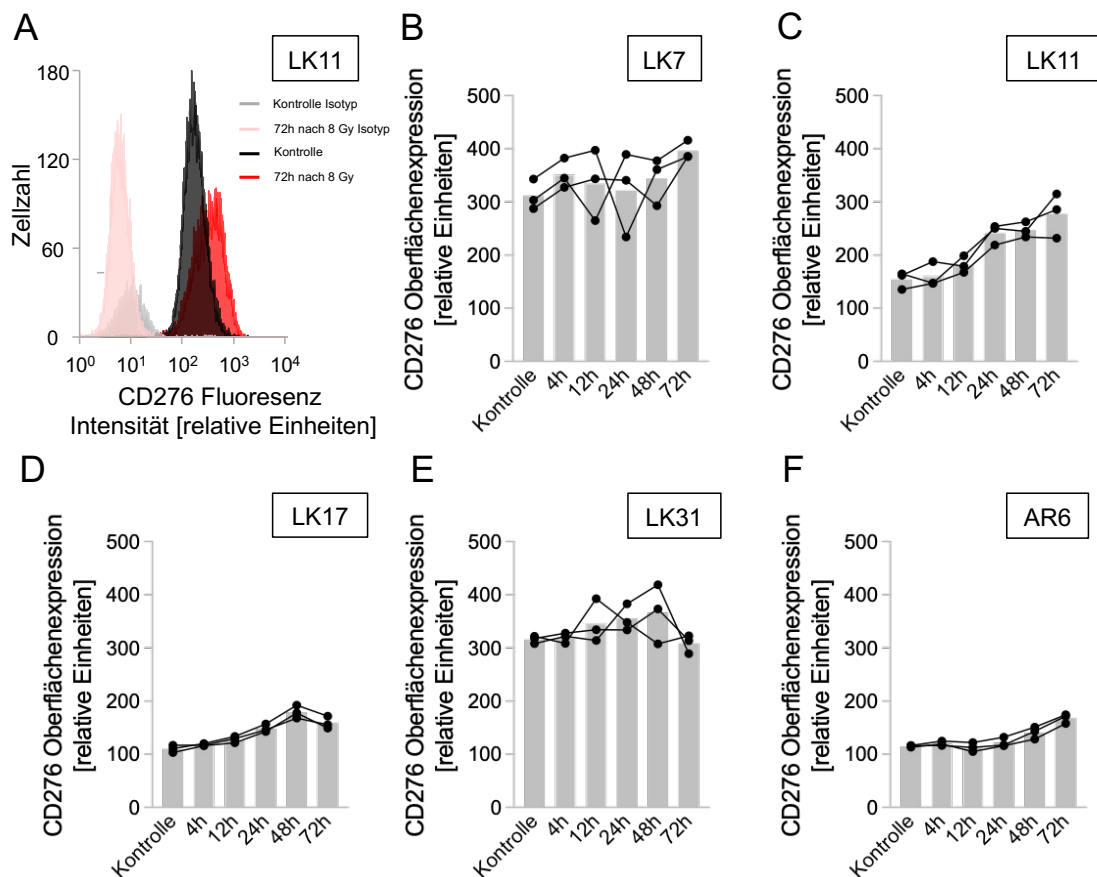 A
LK11
180
120
60
0
Zellzahl
Kontrolle Isotyp
72h nach 8 Gy Isotyp
Kontrolle
72h nach 8 Gy
10⁰
10¹
10²
10³
10⁴
CD276 Fluoresenz
Intensität [relative Einheiten]
B
LK7
CD276 Oberflächenexpression
[relative Einheiten]
500
400
300
200
100
0
Kontrolle
4h
12h
24h
48h
72h
C
LK11
CD276 Oberflächenexpression
[relative Einheiten]
500
400
300
200
100
0
Kontrolle
4h
12h
24h
48h
72h
D
LK17
CD276 Oberflächenexpression
[relative Einheiten]
500
400
300
200
100
0
Kontrolle
4h
12h
24h
48h
72h
E
LK31
CD276 Oberflächenexpression
[relative Einheiten]
500
400
300
200
100
0
Kontrolle
4h
12h
24h
48h
72h
F
AR6
CD276 Oberflächenexpression
[relative Einheiten]
500
400
300
200
100
0
Kontrolle
4h
12h
24h
48h
72h